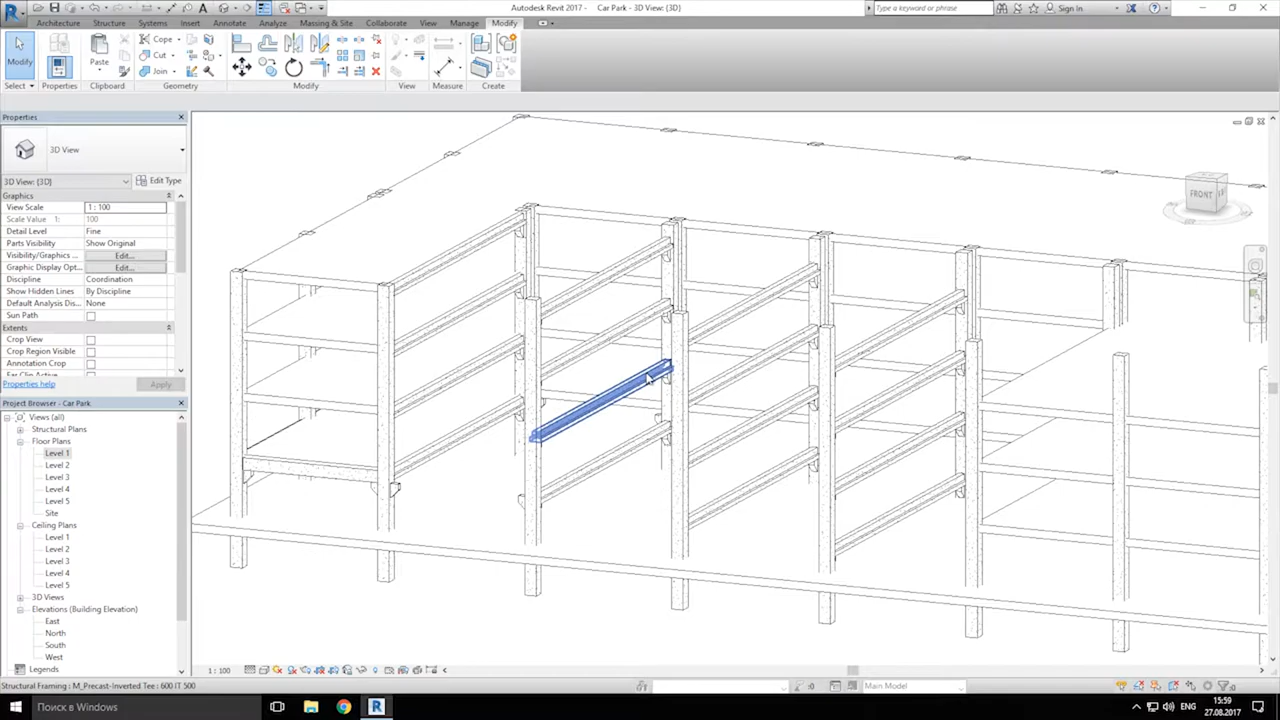 Autodesk Revit 2017 - Car Park - 3D View: {3D}
Type a keyword or phrase
Sign In
Architecture Structure Systems Insert Annotate Analyze Massing & Site Collaborate View Manage Modify
Modify
Properties
Paste
Cope
Cut
Join
Select Properties Clipboard Geometry Modify View Measure Create
Properties
3D View
3D View: {3D} Edit Type
Graphics
View Scale 1 : 100
Scale Value 1: 100
Detail Level Fine
Parts Visibility Show Original
Visibility/Graphics ... Edit...
Graphic Display Opt... Edit...
Discipline Coordination
Show Hidden Lines By Discipline
Default Analysis Dis... None
Sun Path
Extents
Crop View
Crop Region Visible
Annotation Crop
Far Clip Active
Properties help Apply
Project Browser - Car Park
Views (all)
Structural Plans
Floor Plans
Level 1
Level 2
Level 3
Level 4
Level 5
Site
Ceiling Plans
Level 1
Level 2
Level 3
Level 4
Level 5
3D Views
Elevations (Building Elevation)
East
North
South
West
Legends
FRONT
1 : 100
Structural Framing : M_Precast-Inverted Tee : 600 IT 500
:0
Main Model
:0
Поиск в Windows
ENG
15:59
27.08.2017